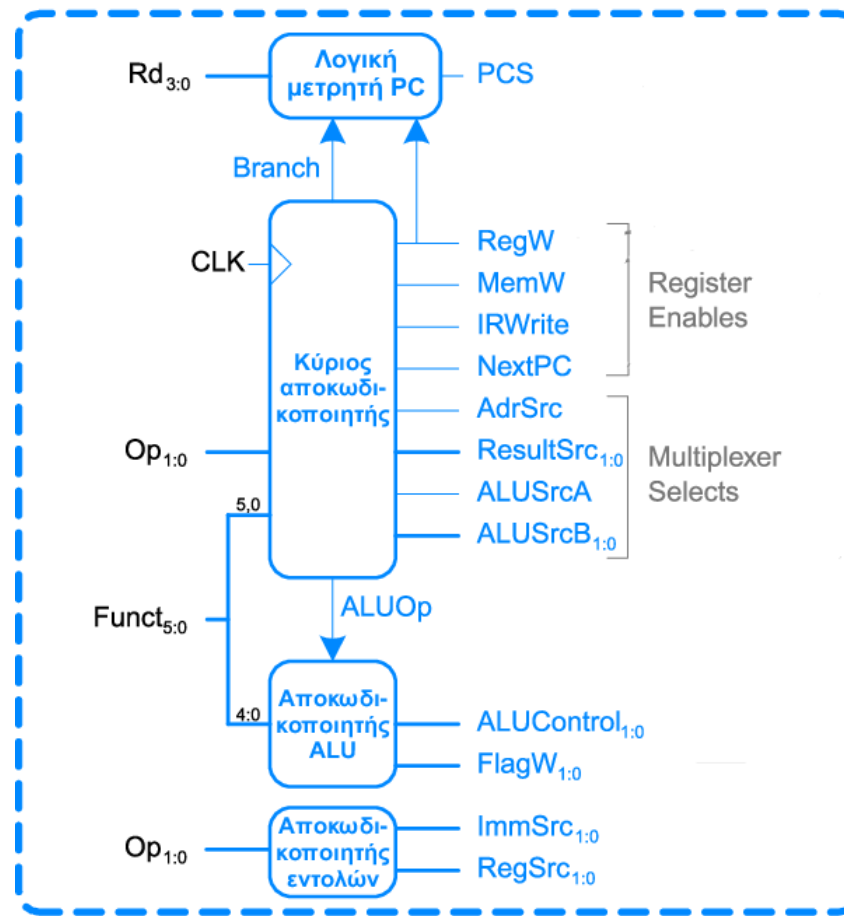 Λογική
μετρητή PC
Rd3:0
PCS
Branch
CLK
RegW
MemW
IRWrite
NextPC
Register
Enables
Κύριος
αποκωδι-
κοποιητής
AdrSrc
Op1:0
ResultSrc1:0
ALUSrcA
ALUSrcB1:0
Multiplexer
Selects
5,0
ALUOp
Funct5:0
4:0
Αποκωδι-
κοποιητής
ALU
ALUControl1:0
FlagW1:0
Op1:0
Αποκωδι-
κοποιητής
εντολών
ImmSrc1:0
RegSrc1:0